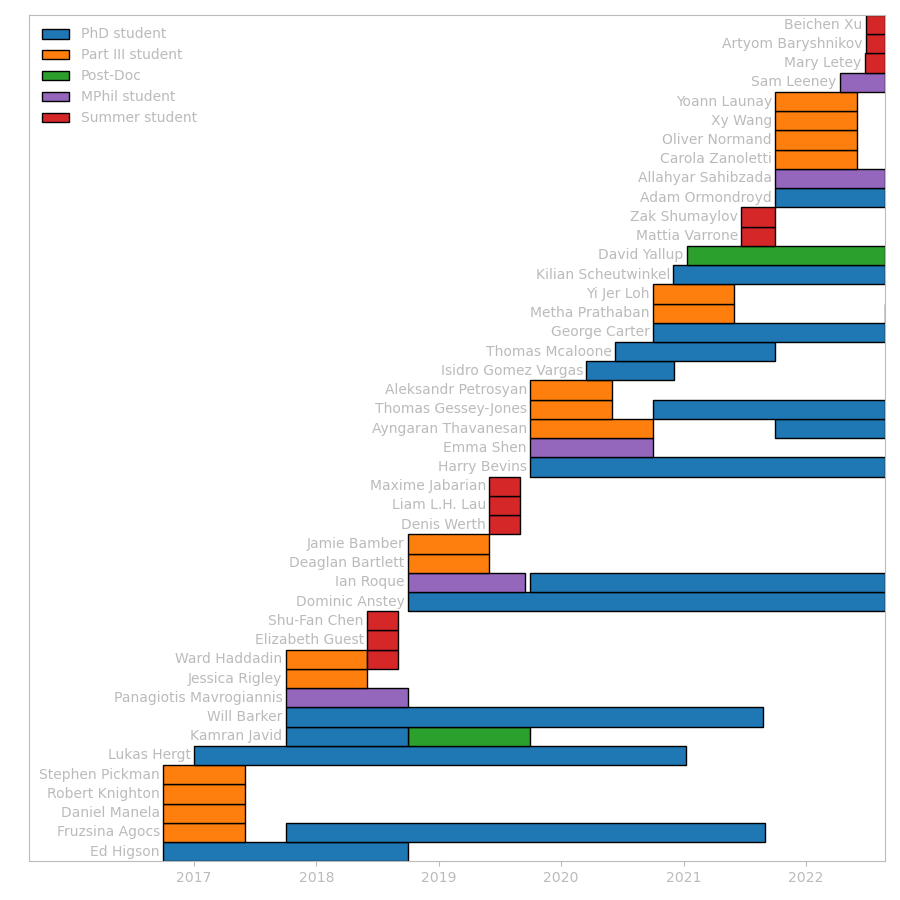 PhD student
Part III student
Post-Doc
MPhil student
Summer student
Beichen Xu
Artyom Baryshnikov
Mary Letey
Sam Leeney
Yoann Launay
Xy Wang
Oliver Normand
Carola Zanoletti
Allahyar Sahibzada
Adam Ormondroyd
Zak Shumaylov
Mattia Varrone
David Yallup
Kilian Scheutwinkel
Yi Jer Loh
Metha Prathaban
George Carter
Thomas Mcaloone
Isidro Gomez Vargas
Aleksandr Petrosyan
Thomas Gessey-Jones
Ayngaran Thavanesan
Emma Shen
Harry Bevins
Maxime Jabarian
Liam L.H. Lau
Denis Werth
Jamie Bamber
Deaglan Bartlett
Ian Roque
Dominic Anstey
Shu-Fan Chen
Elizabeth Guest
Ward Haddadin
Jessica Rigley
Panagiotis Mavrogiannis
Will Barker
Kamran Javid
Lukas Hergt
Stephen Pickman
Robert Knighton
Daniel Manela
Fruzsina Agocs
Ed Higson
2017 2018 2019 2020 2021 2022